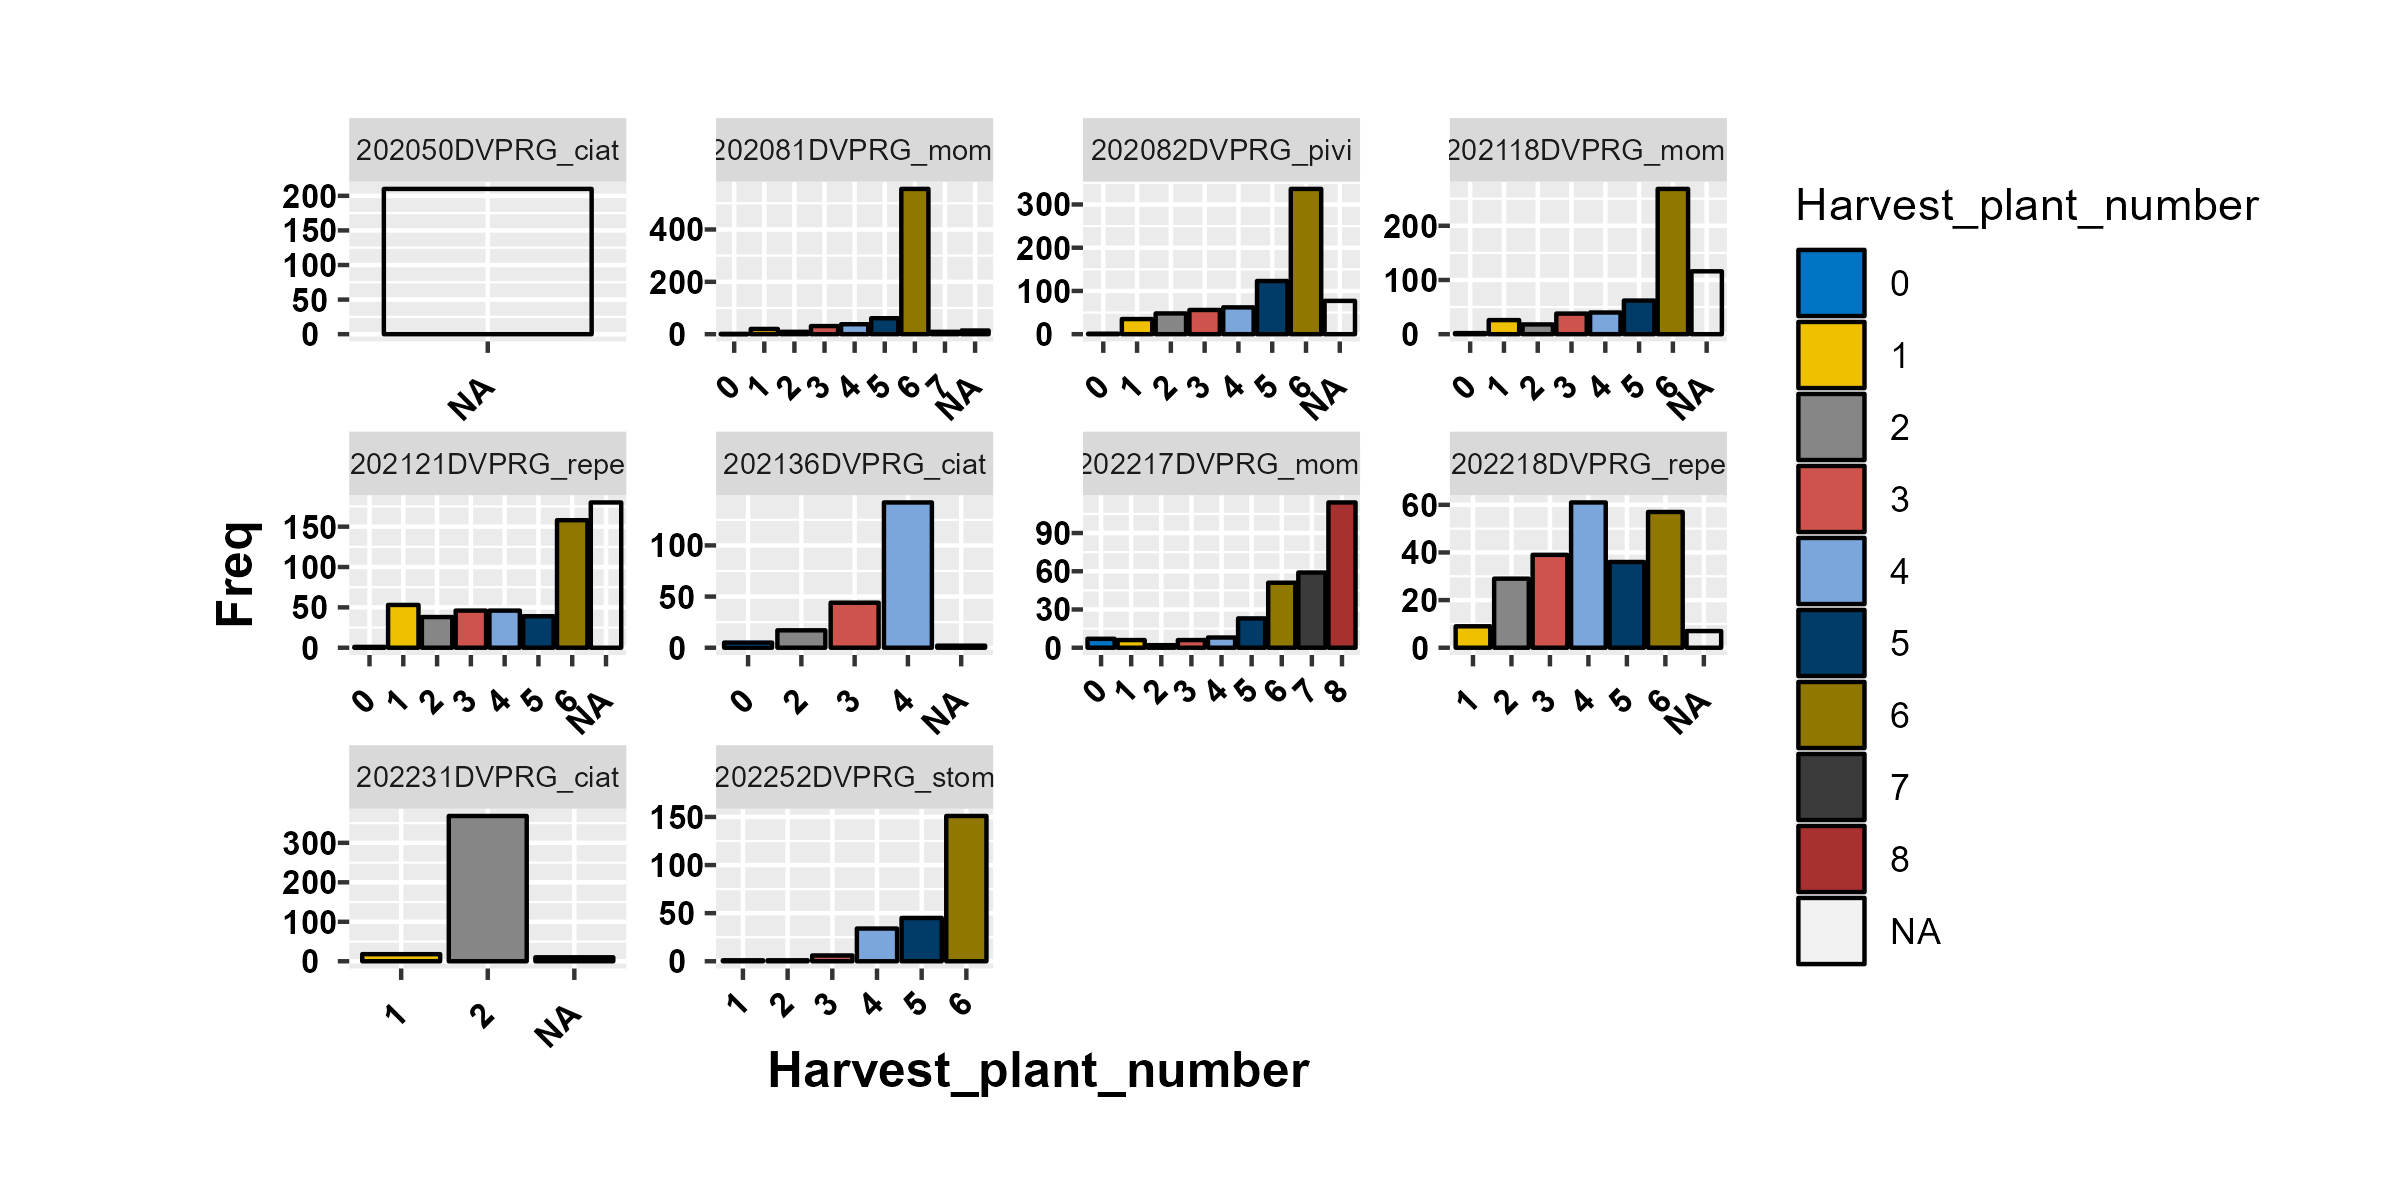 202050DVPRG_ciat
202081DVPRG_mom
202082DVPRG_pivi
202118DVPRG_mom
200
150
100
50
0
NA
400
200
0
0 1 2 3 4 5 6 7 NA
300
200
100
0
0 1 2 3 4 5 6 NA
200
100
0
0 1 2 3 4 5 6 NA
202121DVPRG_repe
202136DVPRG_ciat
202217DVPRG_mom
202218DVPRG_repe
150
100
50
0
0 1 2 3 4 5 6 NA
100
50
0
0 2 3 4 NA
90
60
30
0
0 1 2 3 4 5 6 7 8
60
40
20
0
1 2 3 4 5 6 NA
202231DVPRG_ciat
202252DVPRG_stom
300
200
100
0
1 2 NA
150
100
50
0
1 2 3 4 5 6
Freq
Harvest_plant_number
Harvest_plant_number
0
1
2
3
4
5
6
7
8
NA